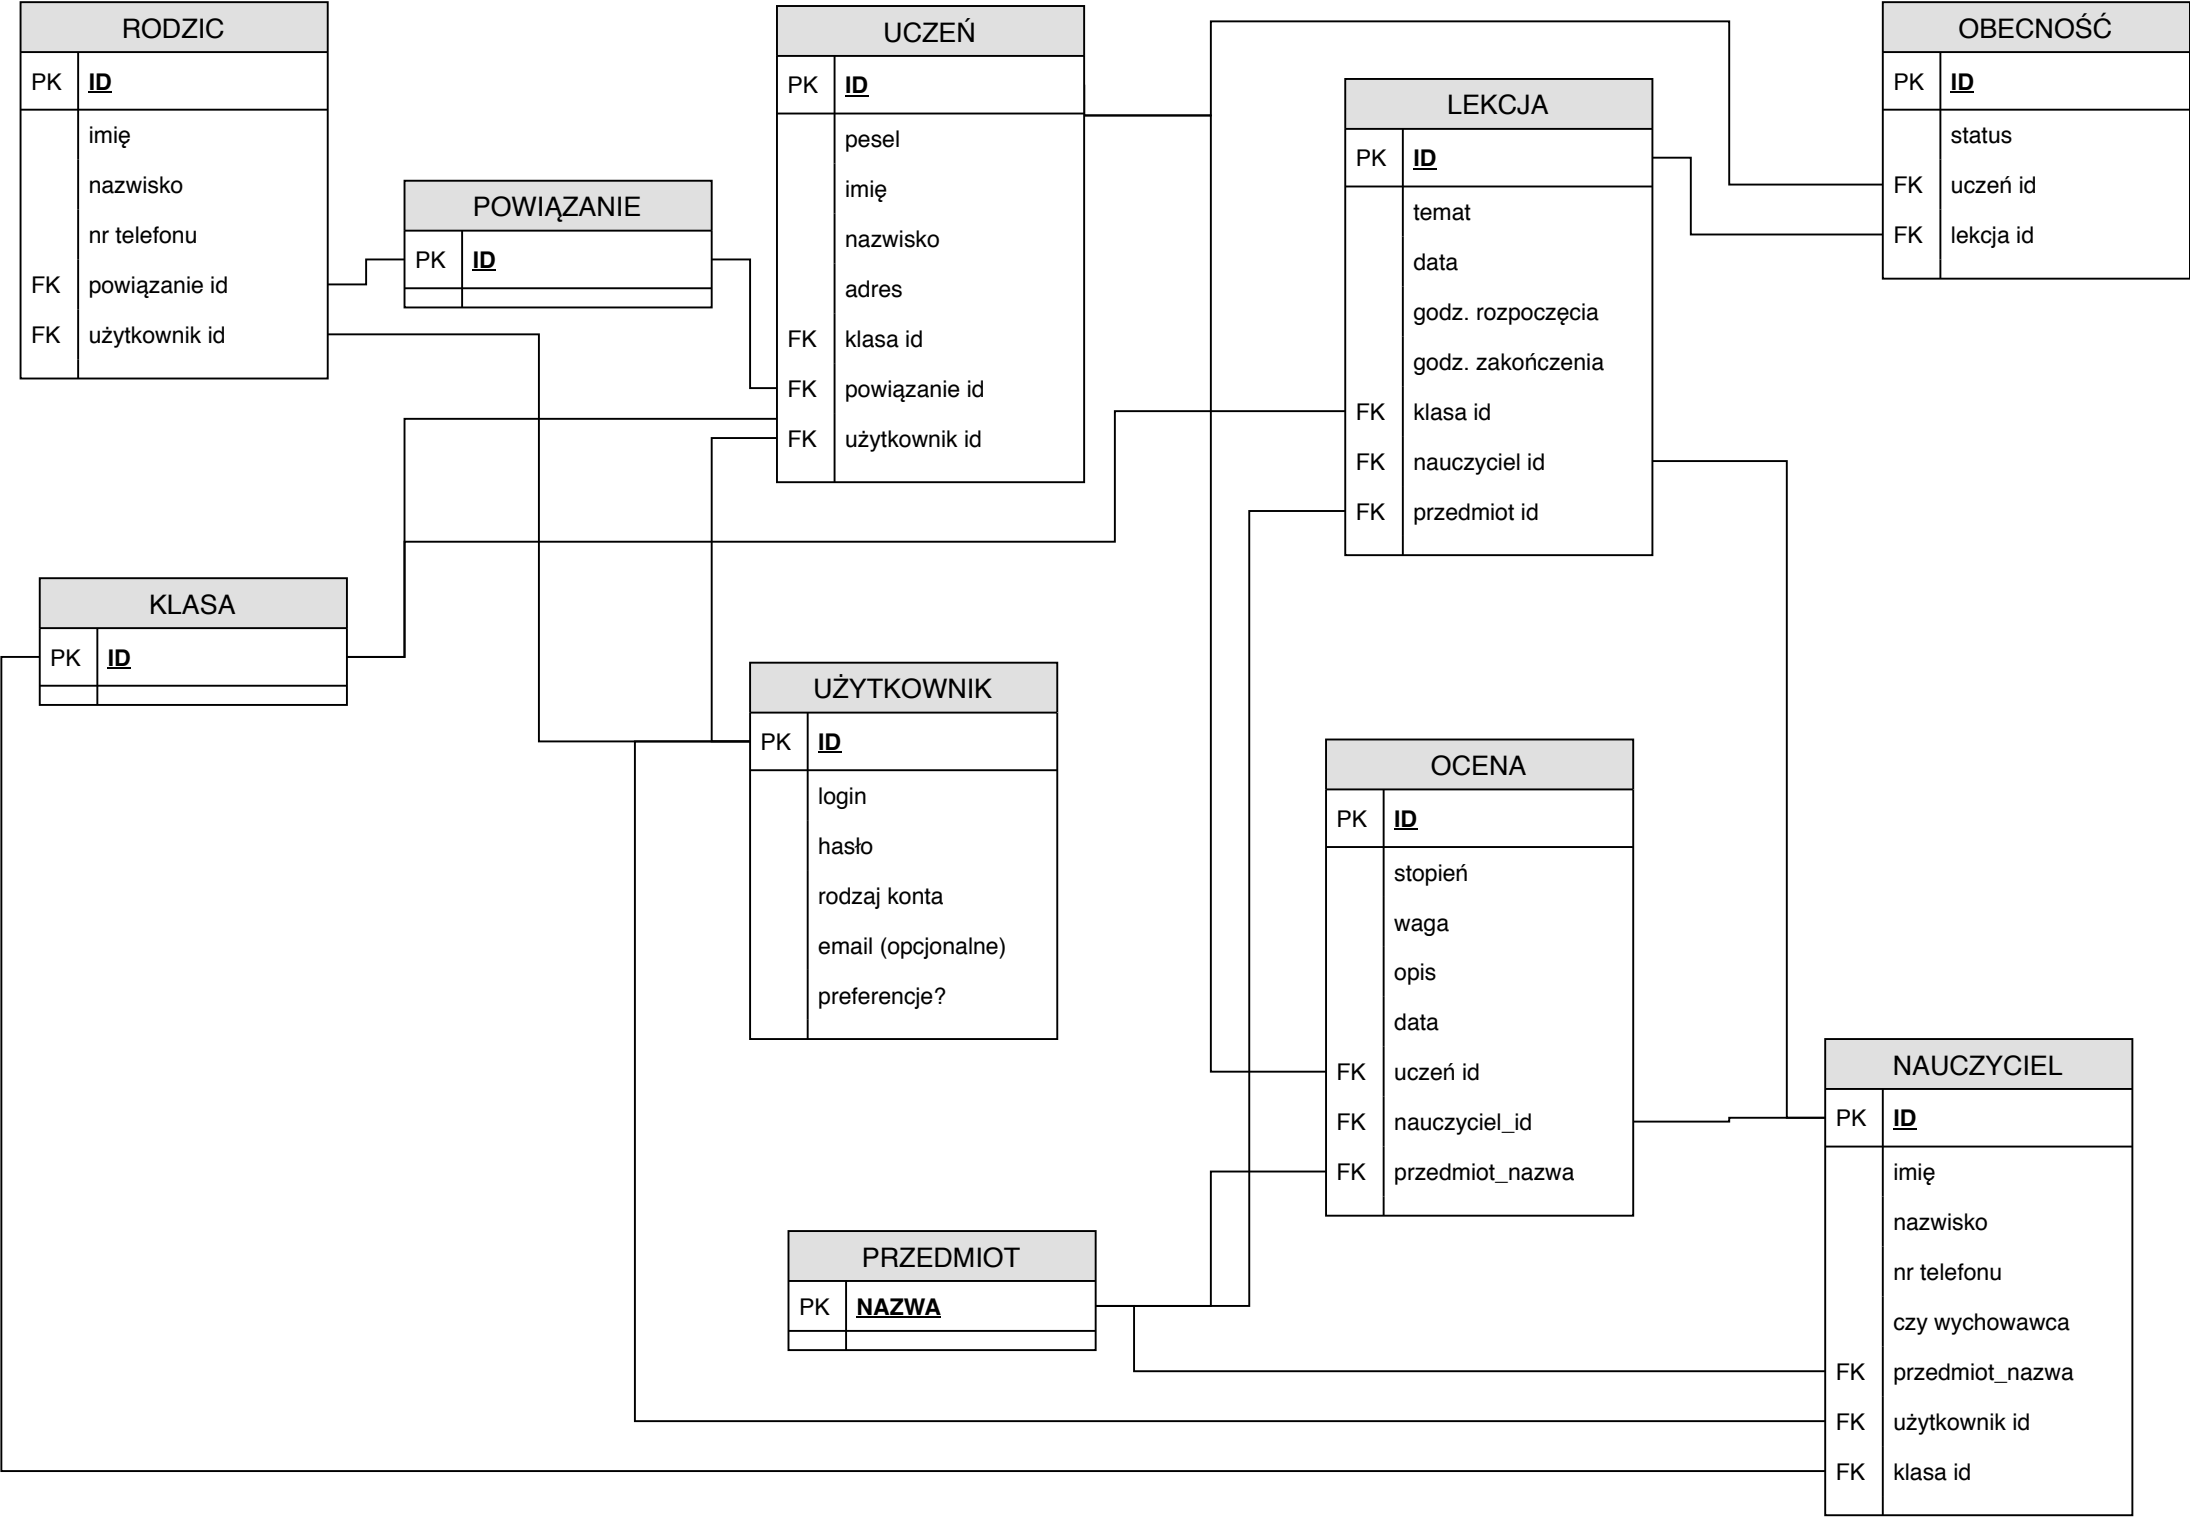 RODZIC
PK ID
imię
nazwisko
nr telefonu
FK powiązanie id
FK użytkownik id
POWIĄZANIE
PK ID
UCZEŃ
PK ID
pesel
imię
nazwisko
adres
FK klasa id
FK powiązanie id
FK użytkownik id
LEKCJA
PK ID
temat
data
godz. rozpoczęcia
godz. zakończenia
FK klasa id
FK nauczyciel id
FK przedmiot id
OBECNOŚĆ
PK ID
status
FK uczeń id
FK lekcja id
KLASA
PK ID
UŻYTKOWNIK
PK ID
login
hasło
rodzaj konta
email (opcjonalne)
preferencje?
OCENA
PK ID
stopień
waga
opis
data
FK uczeń id
FK nauczyciel_id
FK przedmiot_nazwa
PRZEDMIOT
PK NAZWA
NAUCZYCIEL
PK ID
imię
nazwisko
nr telefonu
czy wychowawca
FK przedmiot_nazwa
FK użytkownik id
FK klasa id